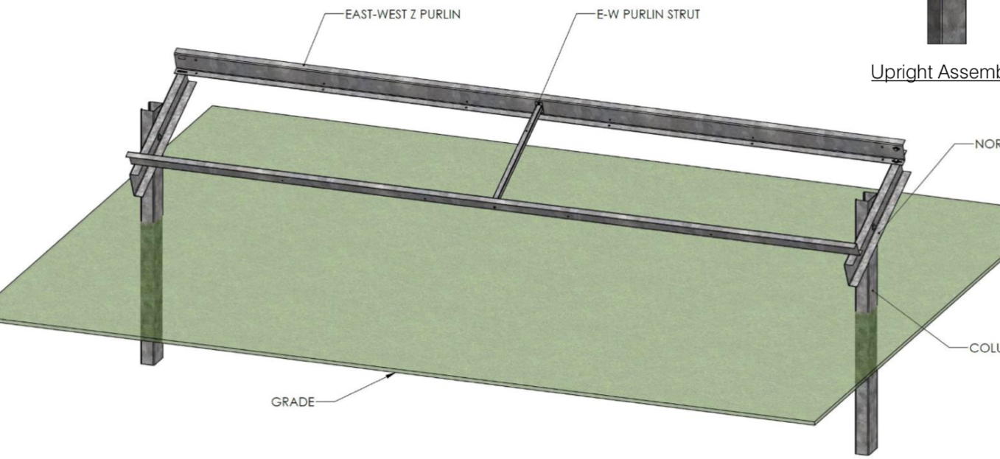 EAST-WEST Z PURLIN
E-W PURLIN STRUT
Upright Assemb
NOR
COLU
GRADE